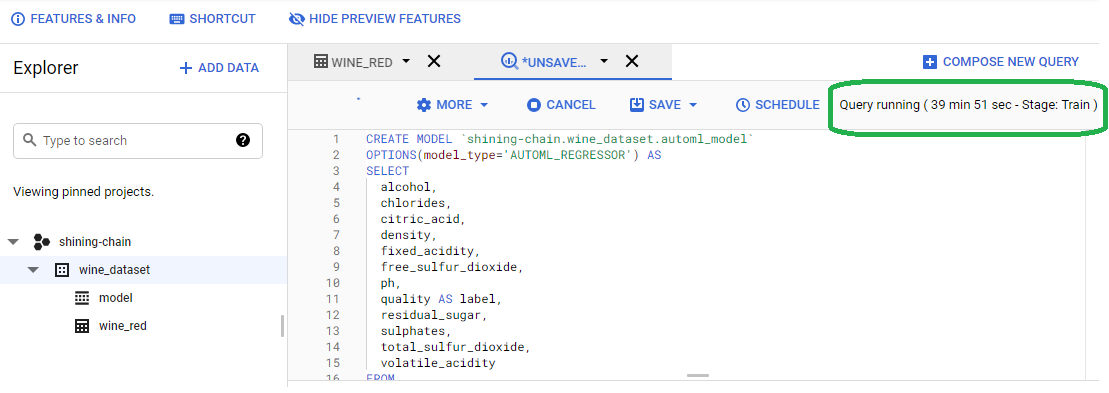 FEATURES & INFO SHORTCUT HIDE PREVIEW FEATURES
Explorer + ADD DATA
Type to search
Viewing pinned projects.
shining-chain
wine_dataset
model
wine_red
WINE_RED *UNSAVE... COMPOSE NEW QUERY
MORE CANCEL SAVE SCHEDULE Query running ( 39 min 51 sec - Stage: Train )
1 CREATE MODEL `shining-chain.wine_dataset.automl_model`
2 OPTIONS(model_type='AUTOML_REGRESSOR') AS
3 SELECT
4 alcohol,
5 chlorides,
6 citric_acid,
7 density,
8 fixed_acidity,
9 free_sulfur_dioxide,
10 ph,
11 quality AS label,
12 residual_sugar,
13 sulphates,
14 total_sulfur_dioxide,
15 volatile_acidity
16 FROM